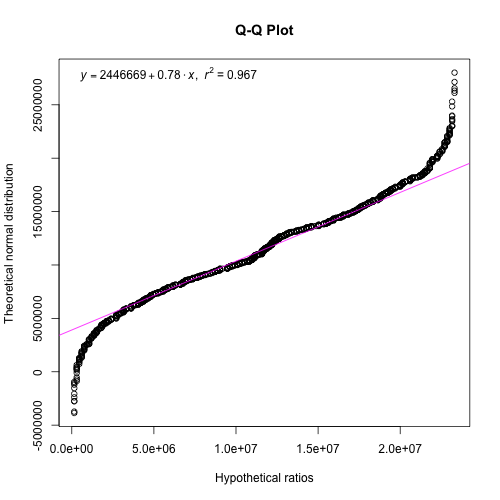 Q-Q Plot
y = 2446669 + 0.78 · x, r² = 0.967
Theoretical normal distribution
-5000000 0 5000000 15000000 25000000
0.0e+00 5.0e+06 1.0e+07 1.5e+07 2.0e+07
Hypothetical ratios